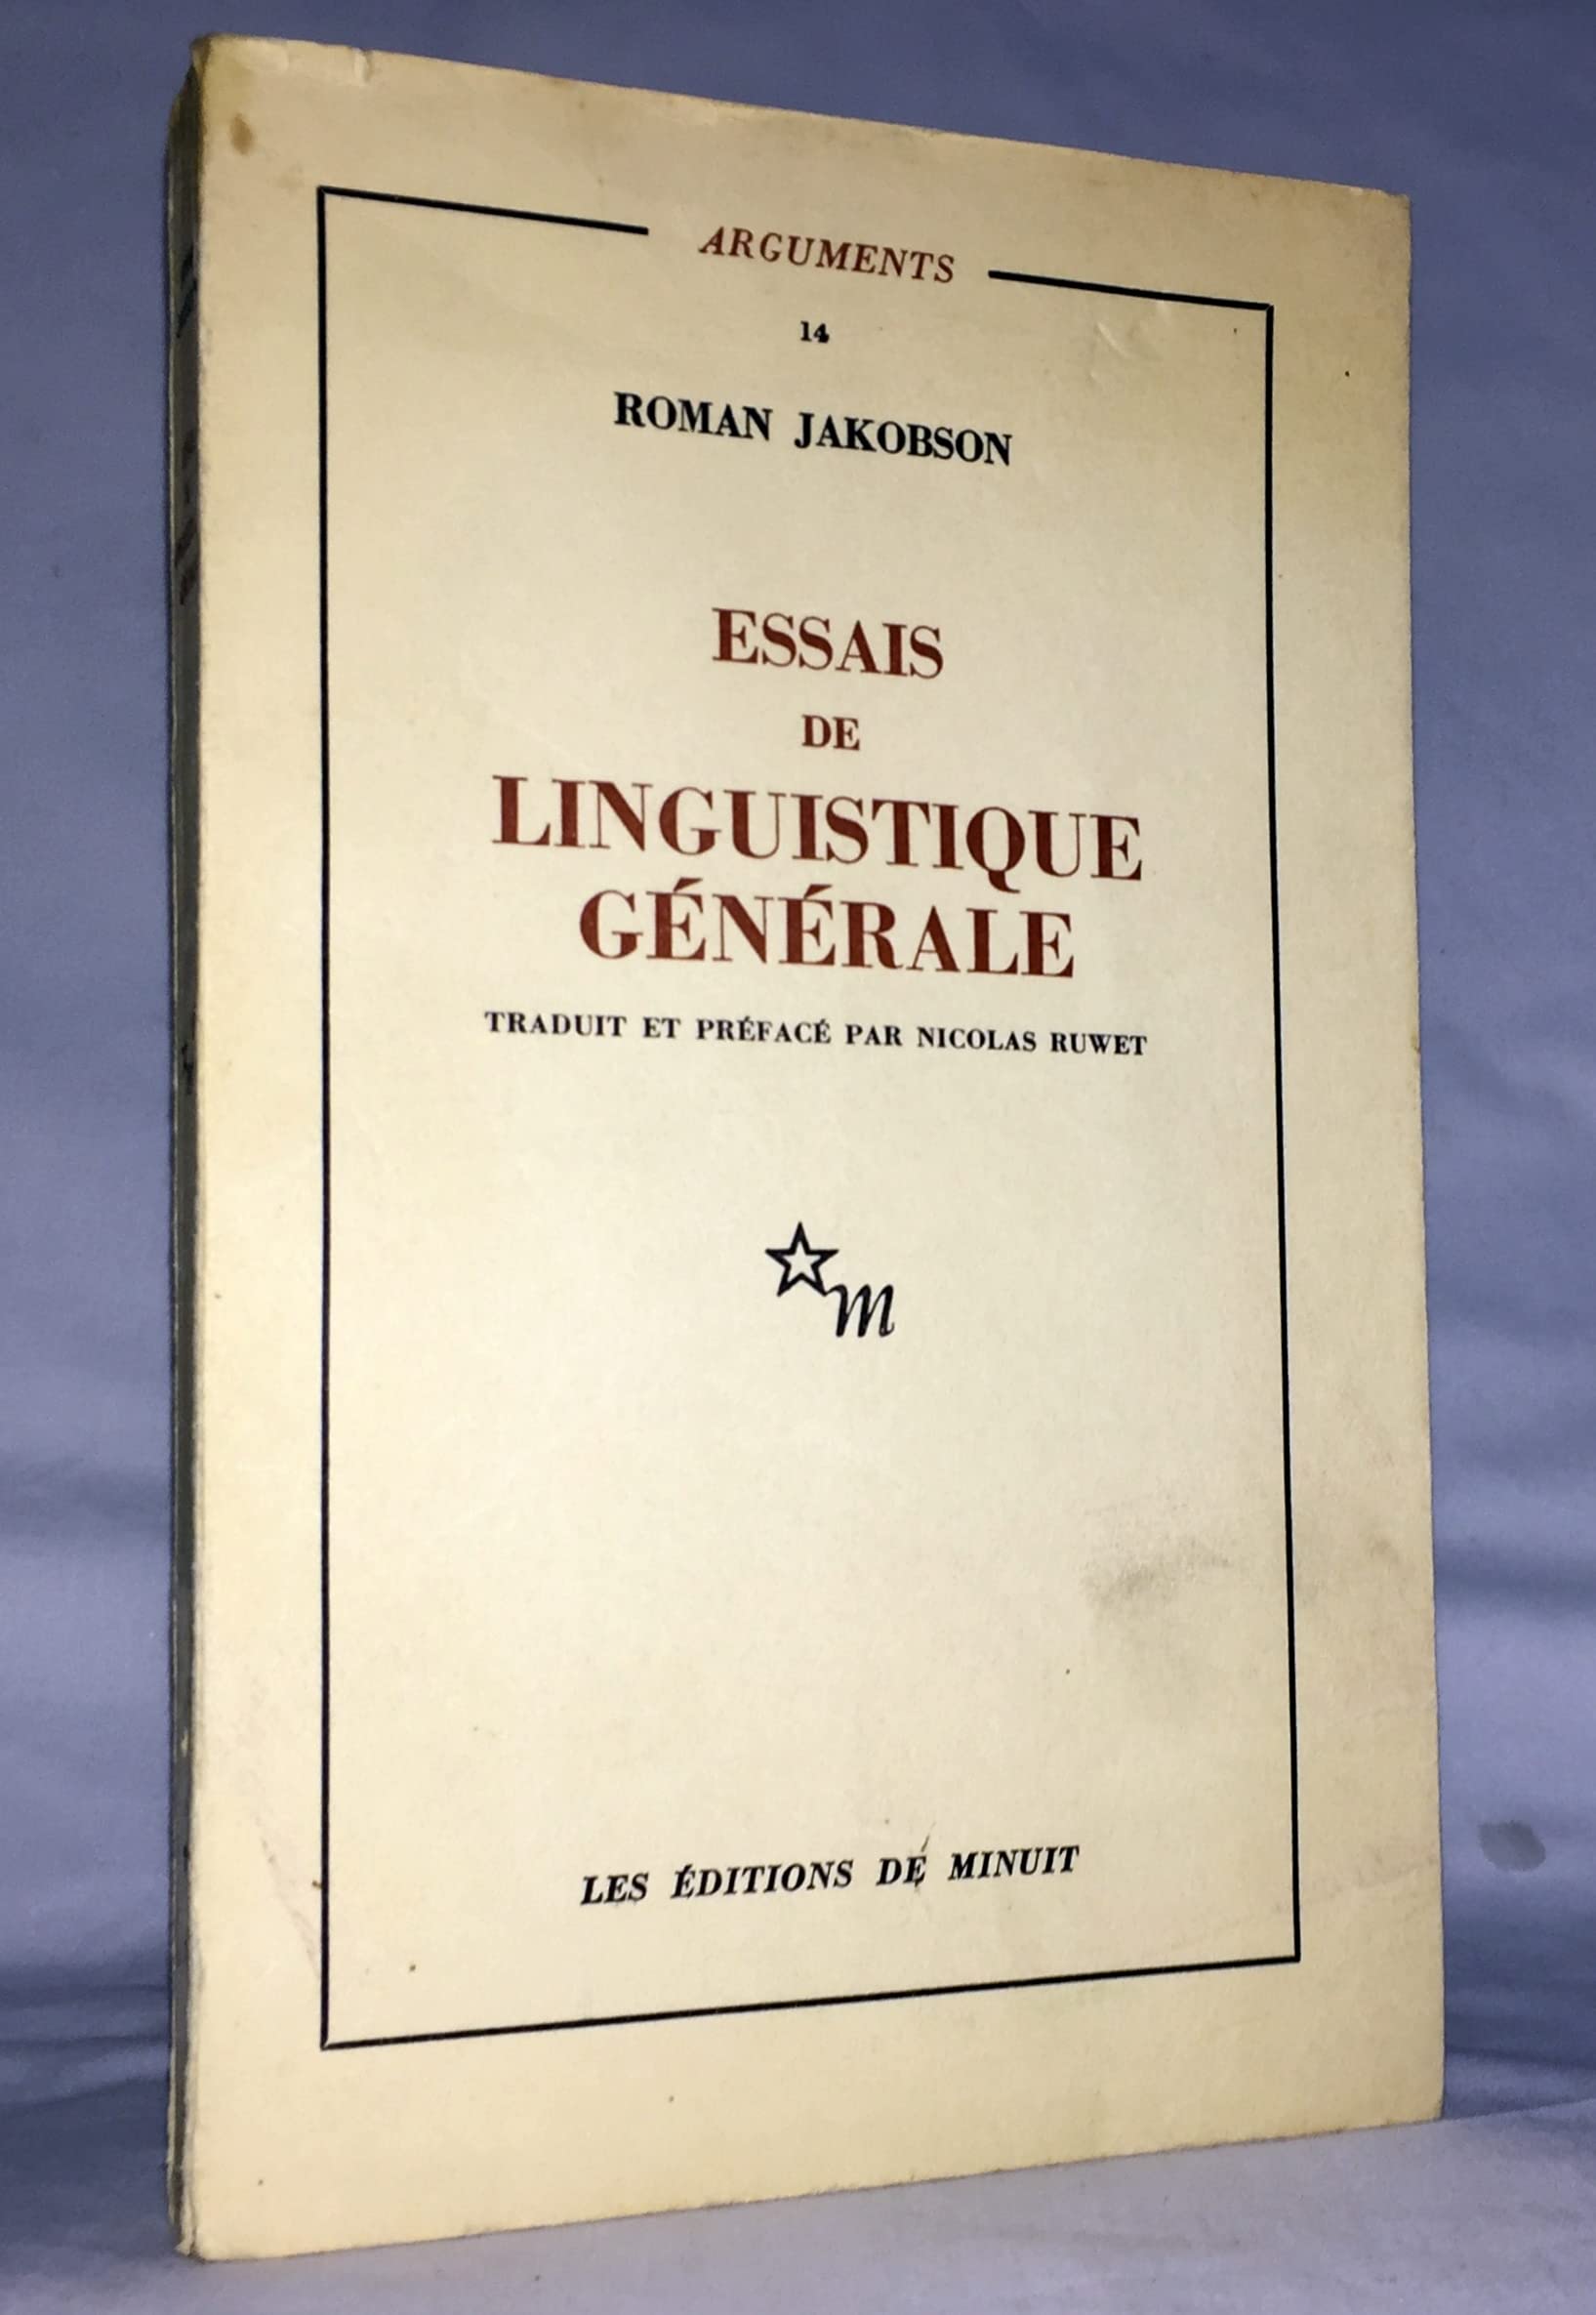 ARGUMENTS
14
ROMAN JAKOBSON
ESSAIS
DE
LINGUISTIQUE
GÉNÉRALE
TRADUIT ET PRÉFACÉ PAR NICOLAS RUWET
m
LES ÉDITIONS DE MINUIT